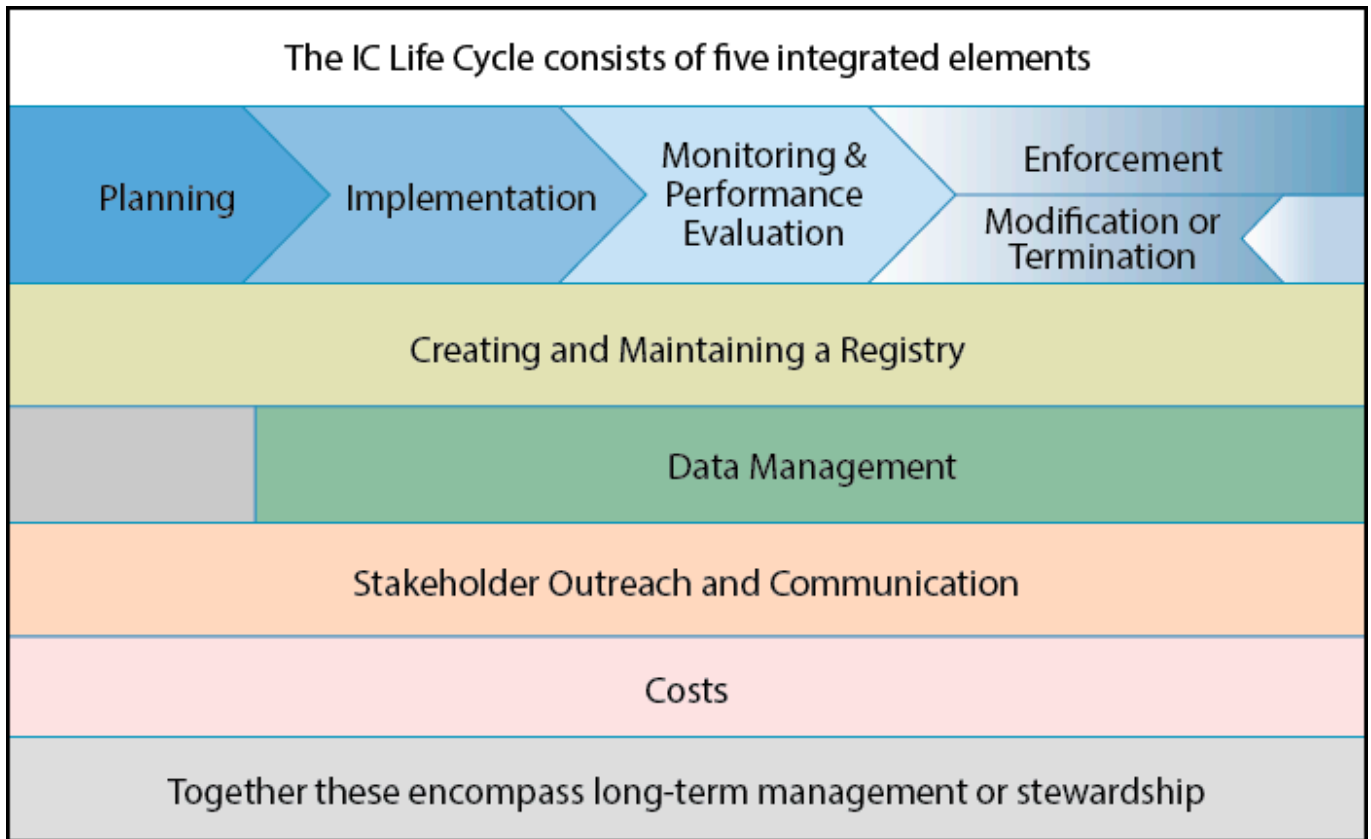 The IC Life Cycle consists of five integrated elements
Planning
Implementation
Monitoring &
Performance
Evaluation
Enforcement
Modification or
Termination
Creating and Maintaining a Registry
Data Management
Stakeholder Outreach and Communication
Costs
Together these encompass long-term management or stewardship